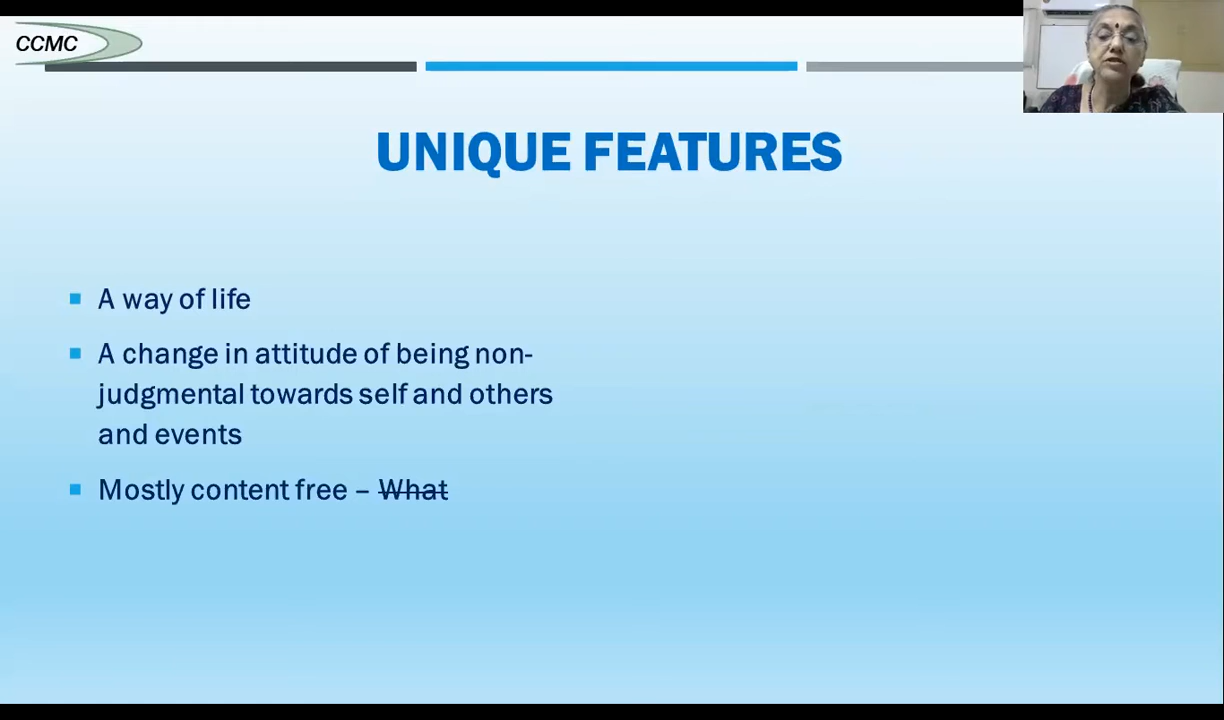 CCMC
UNIQUE FEATURES
A way of life
A change in attitude of being non-
judgmental towards self and others
and events
Mostly content free – What